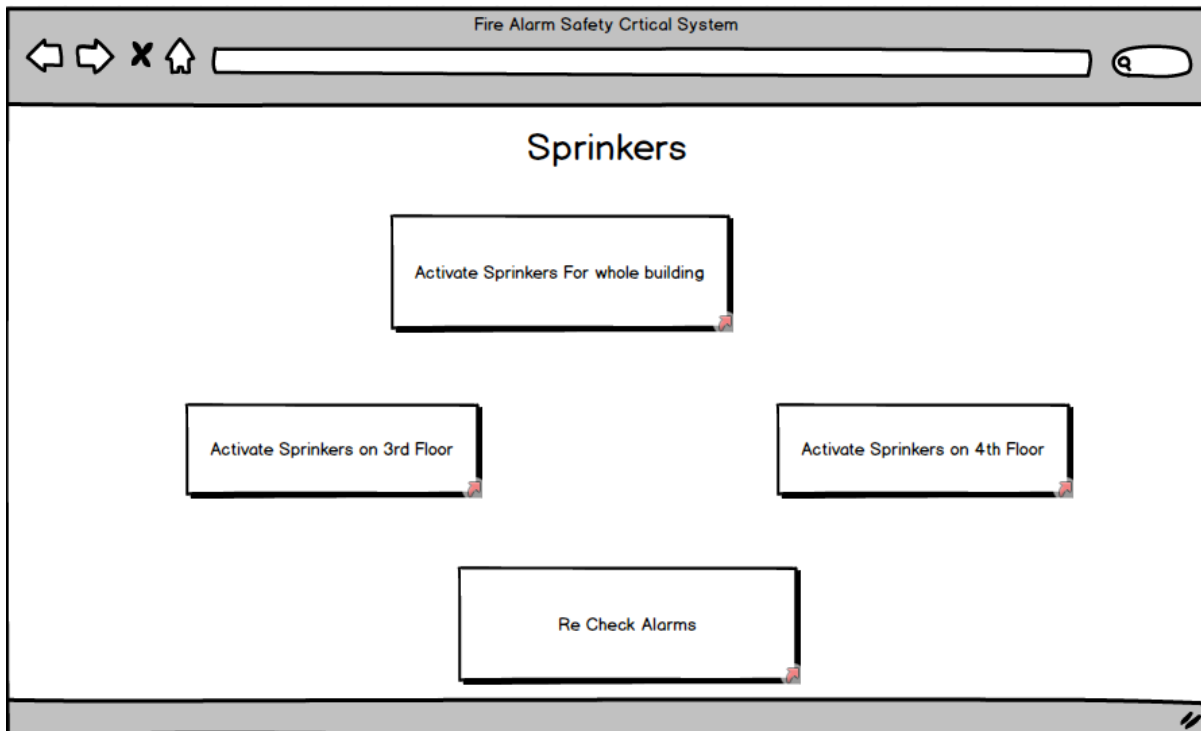 Fire Alarm Safety Crtical System
Sprinkers
Activate Sprinkers For whole building
Activate Sprinkers on 3rd Floor
Activate Sprinkers on 4th Floor
Re Check Alarms